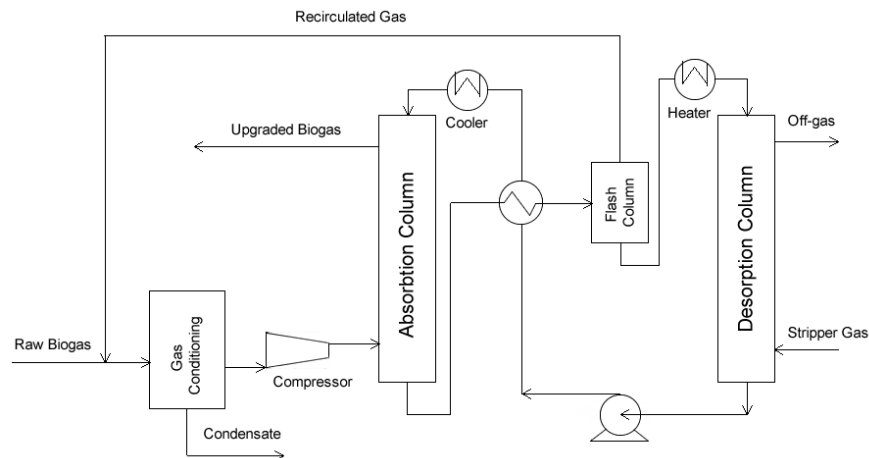 Recirculated Gas
Cooler
Heater
Upgraded Biogas
Off-gas
Absorbtion Column
Flash
Column
Desorption Column
Raw Biogas
Gas
Conditioning
Compressor
Stripper Gas
Condensate